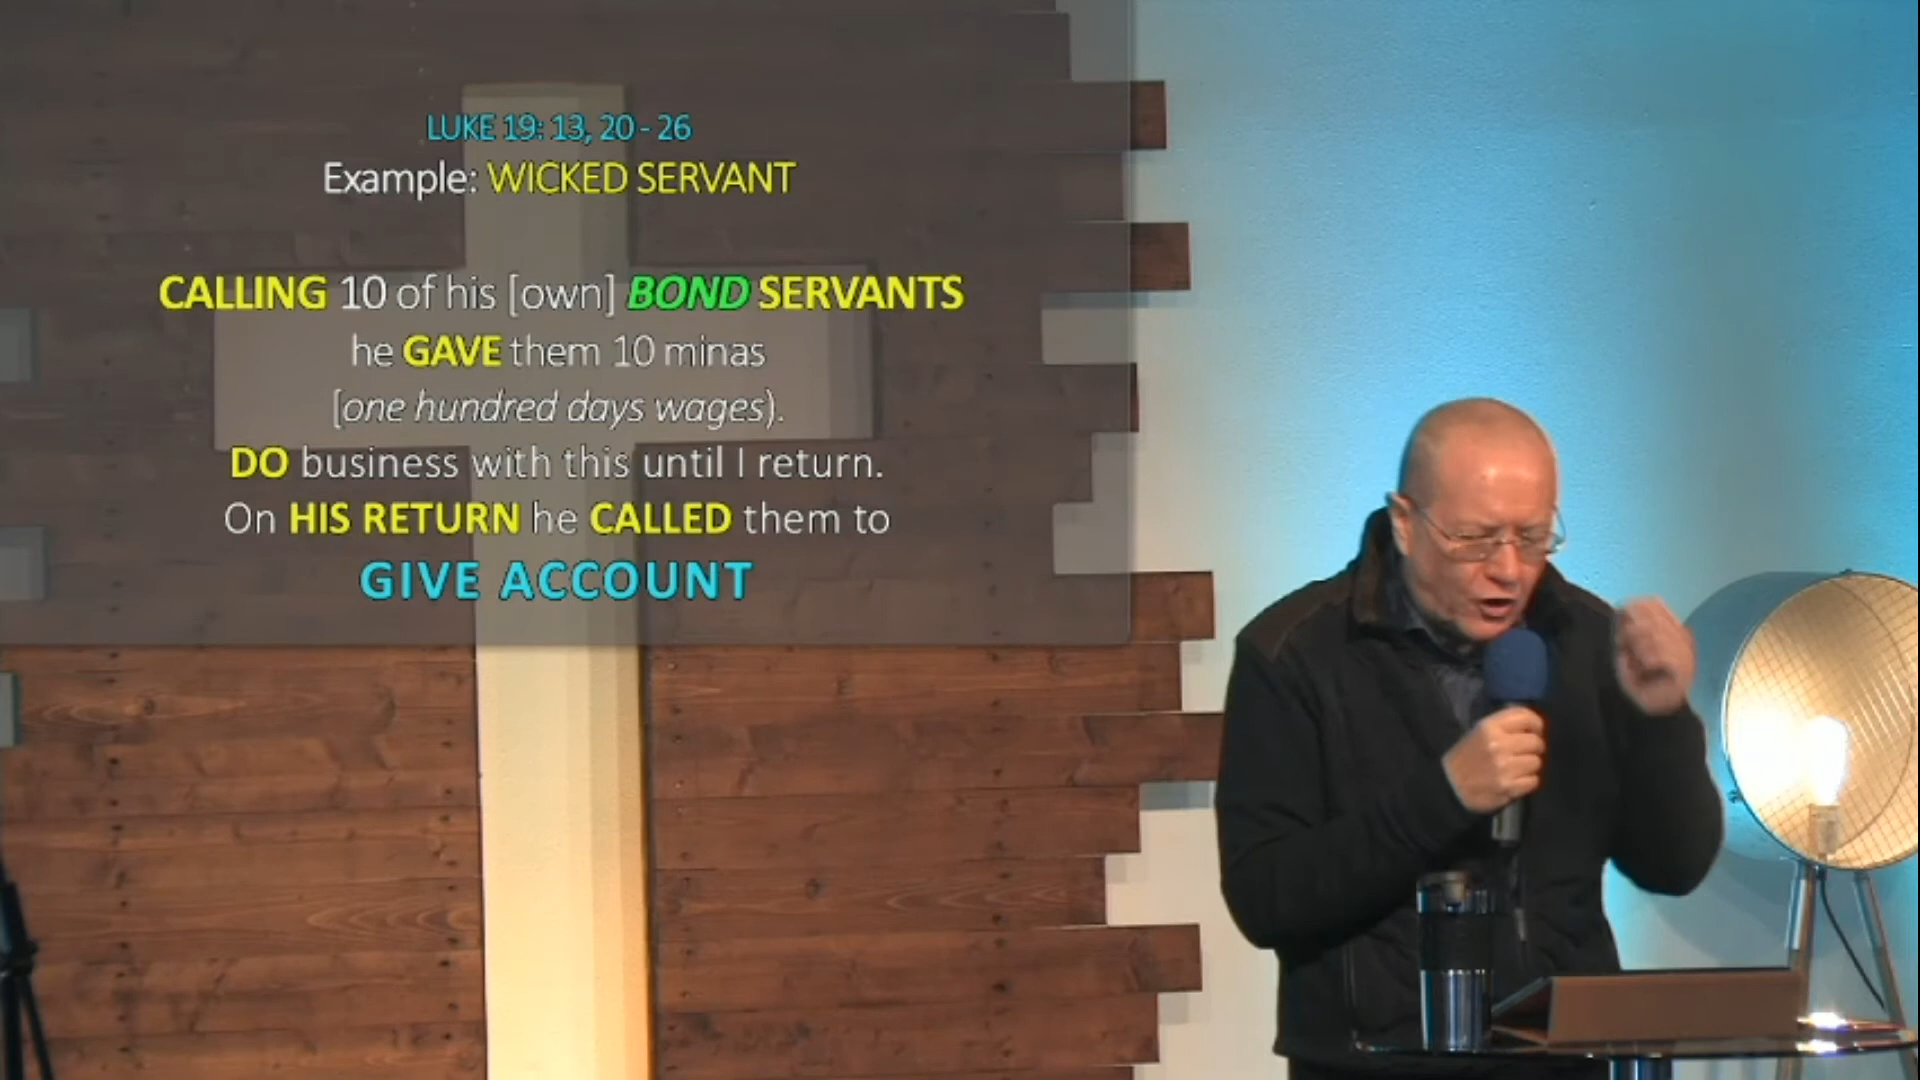 LUKE 19: 13, 20 - 26
Example: WICKED SERVANT
CALLING 10 of his [own] BOND SERVANTS
he GAVE them 10 minas
[one hundred days wages).
DO business with this until I return.
On HIS RETURN he CALLED them to
GIVE ACCOUNT